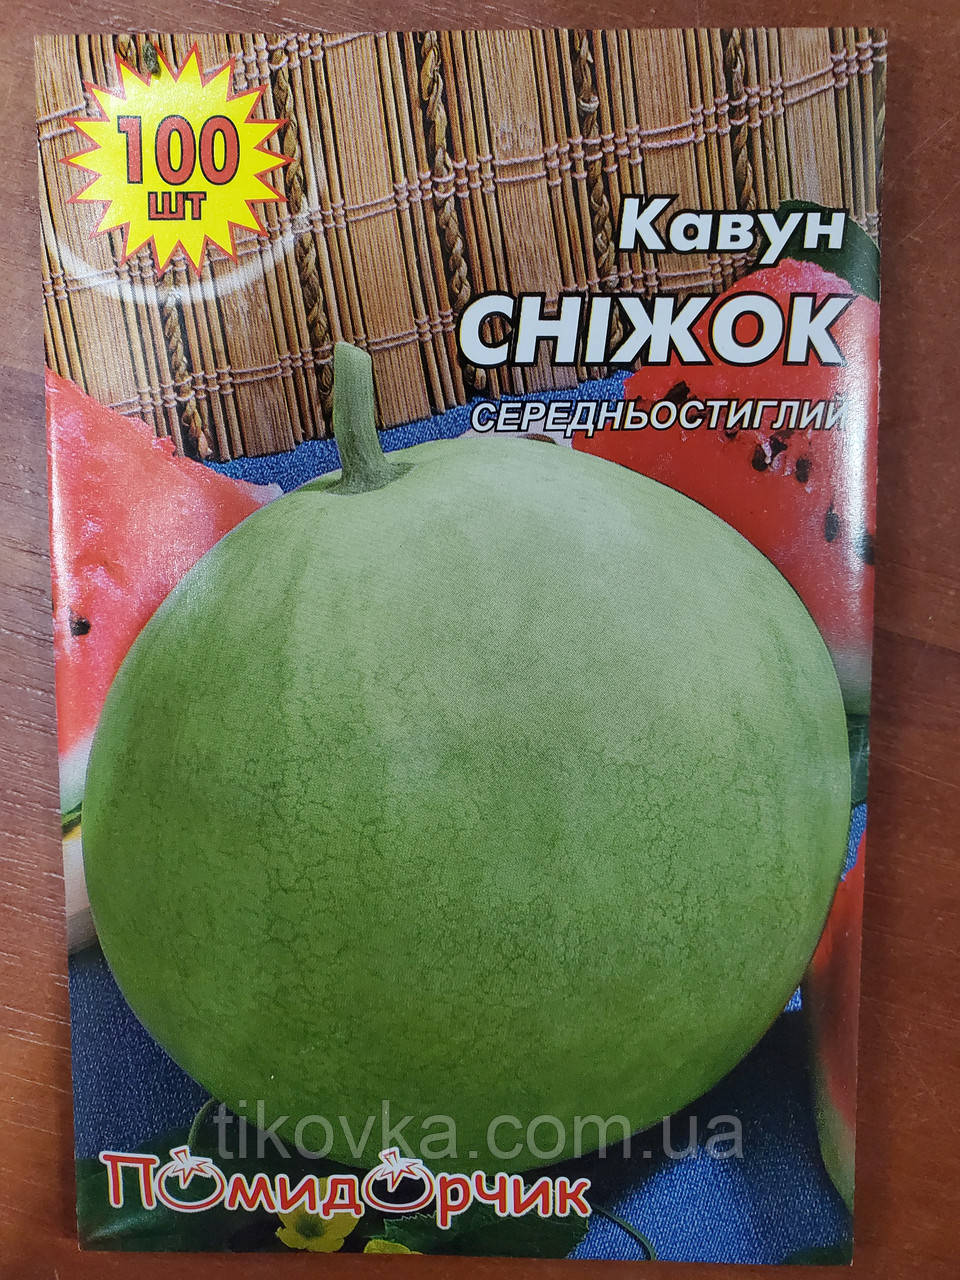 100
ШТ
Кавун
СНІЖОК
СЕРЕДНЬОСТИГЛИЙ
tikovka.com.ua
Помидорчик